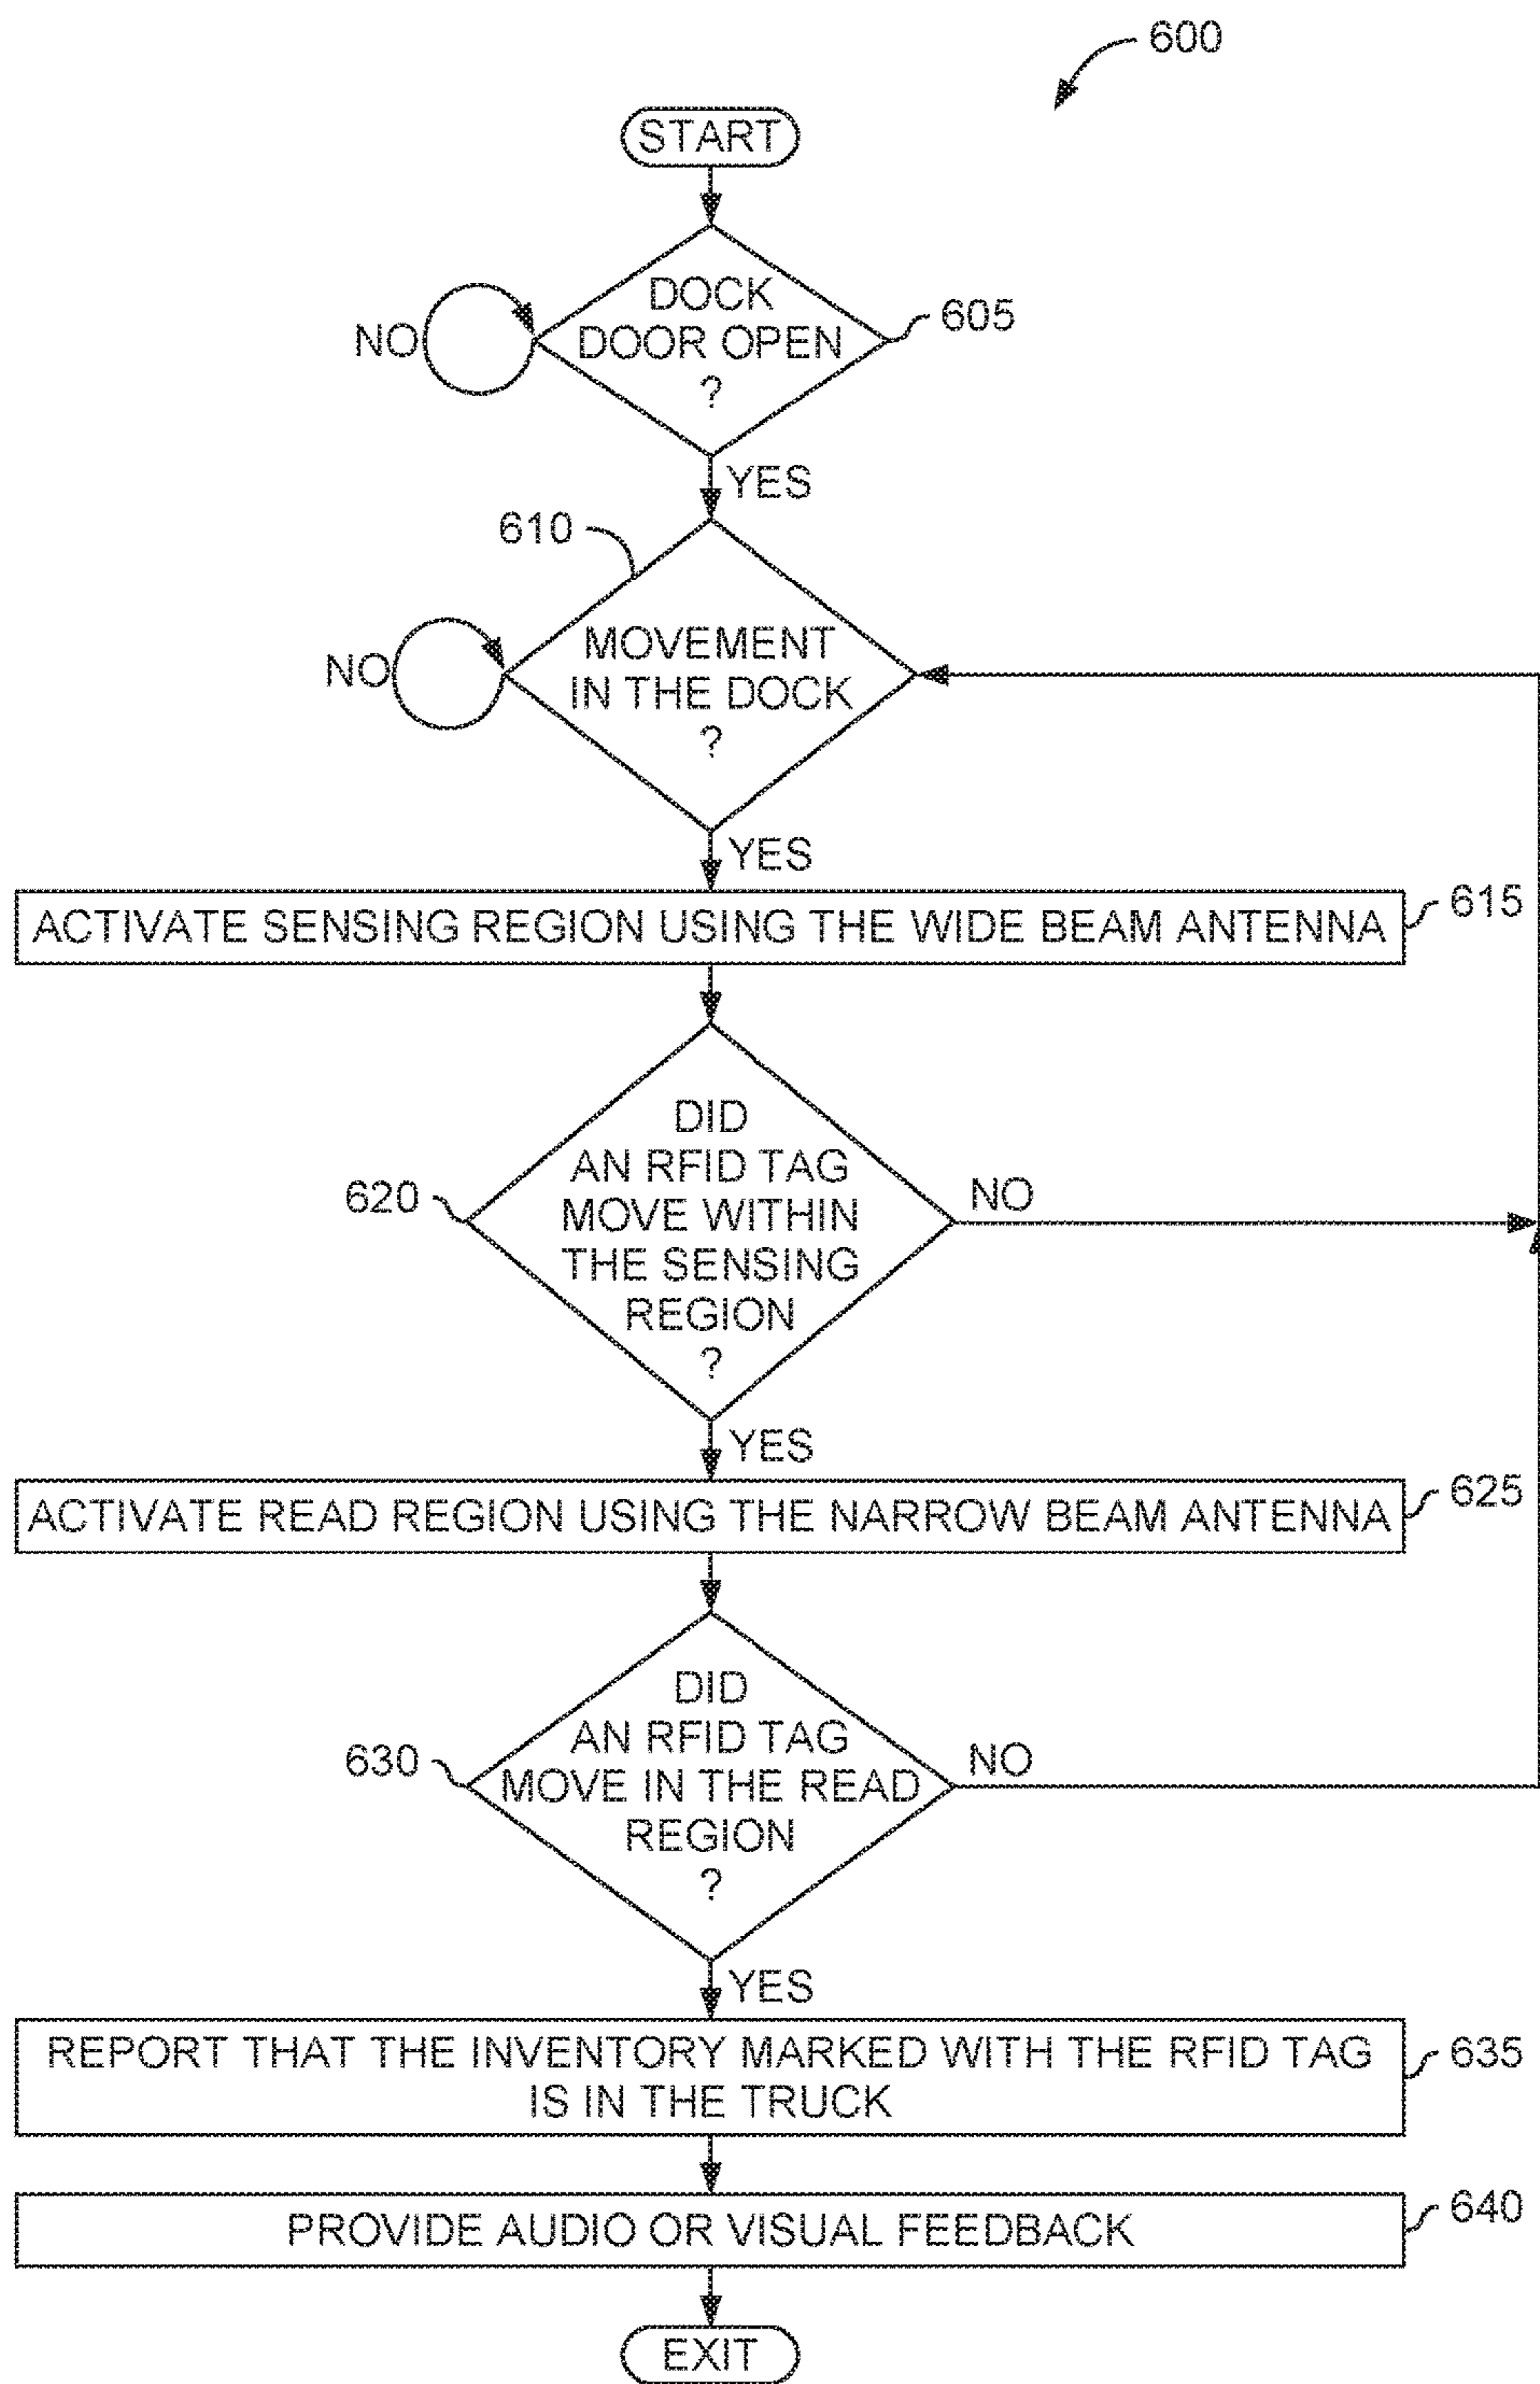 600
START
DOCK
DOOR OPEN
?
605
NO
YES
610
MOVEMENT
IN THE DOCK
?
NO
YES
ACTIVATE SENSING REGION USING THE WIDE BEAM ANTENNA
615
DID
AN RFID TAG
MOVE WITHIN
THE SENSING
REGION
?
620
NO
YES
ACTIVATE READ REGION USING THE NARROW BEAM ANTENNA
625
DID
AN RFID TAG
MOVE IN THE READ
REGION
?
630
NO
YES
REPORT THAT THE INVENTORY MARKED WITH THE RFID TAG
IS IN THE TRUCK
635
PROVIDE AUDIO OR VISUAL FEEDBACK
640
EXIT